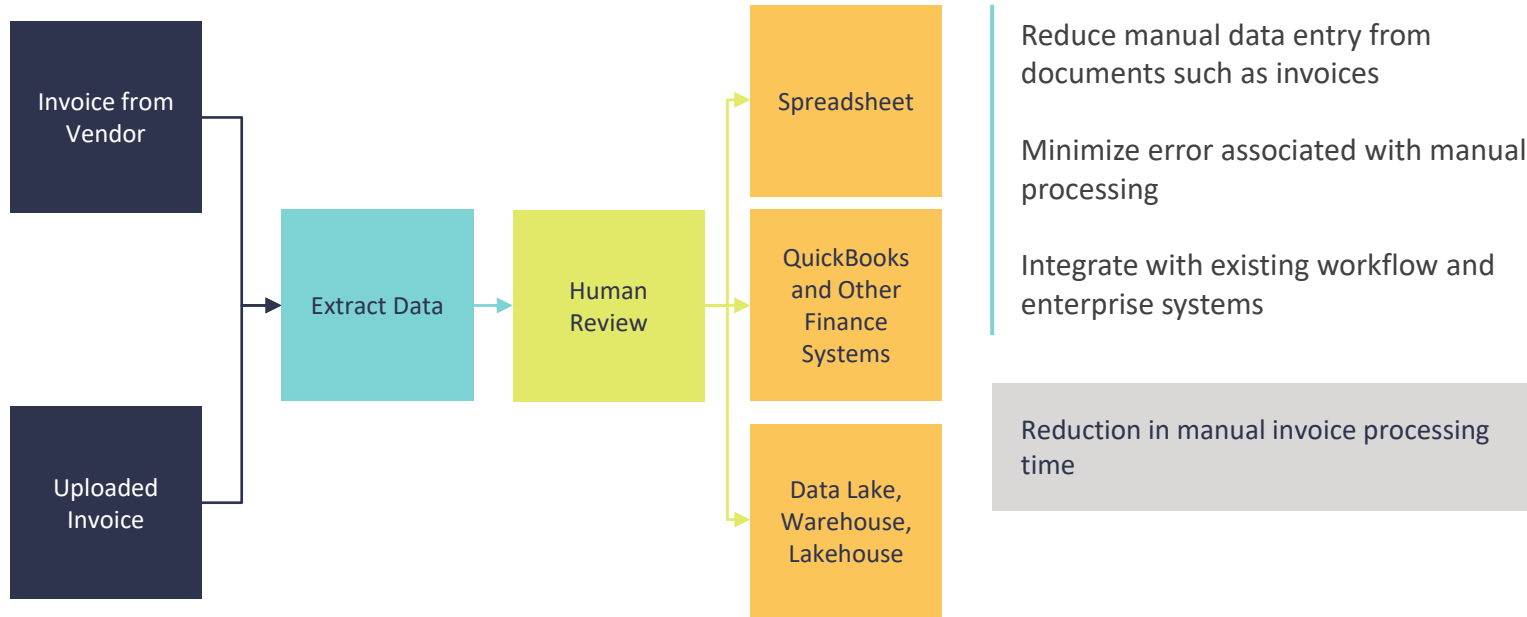 Invoice from
Vendor
Uploaded
Invoice
Extract Data
Human
Review
Spreadsheet
QuickBooks
and Other
Finance
Systems
Data Lake,
Warehouse,
Lakehouse
Reduce manual data entry from
documents such as invoices
Minimize error associated with manual
processing
Integrate with existing workflow and
enterprise systems
Reduction in manual invoice processing
time